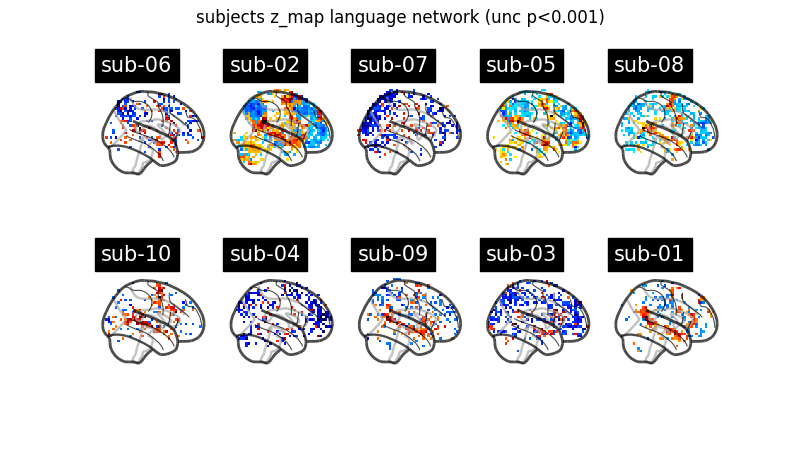 subjects z_map language network (unc p<0.001)
sub-06
sub-02
sub-07
sub-05
sub-08
sub-10
sub-04
sub-09
sub-03
sub-01